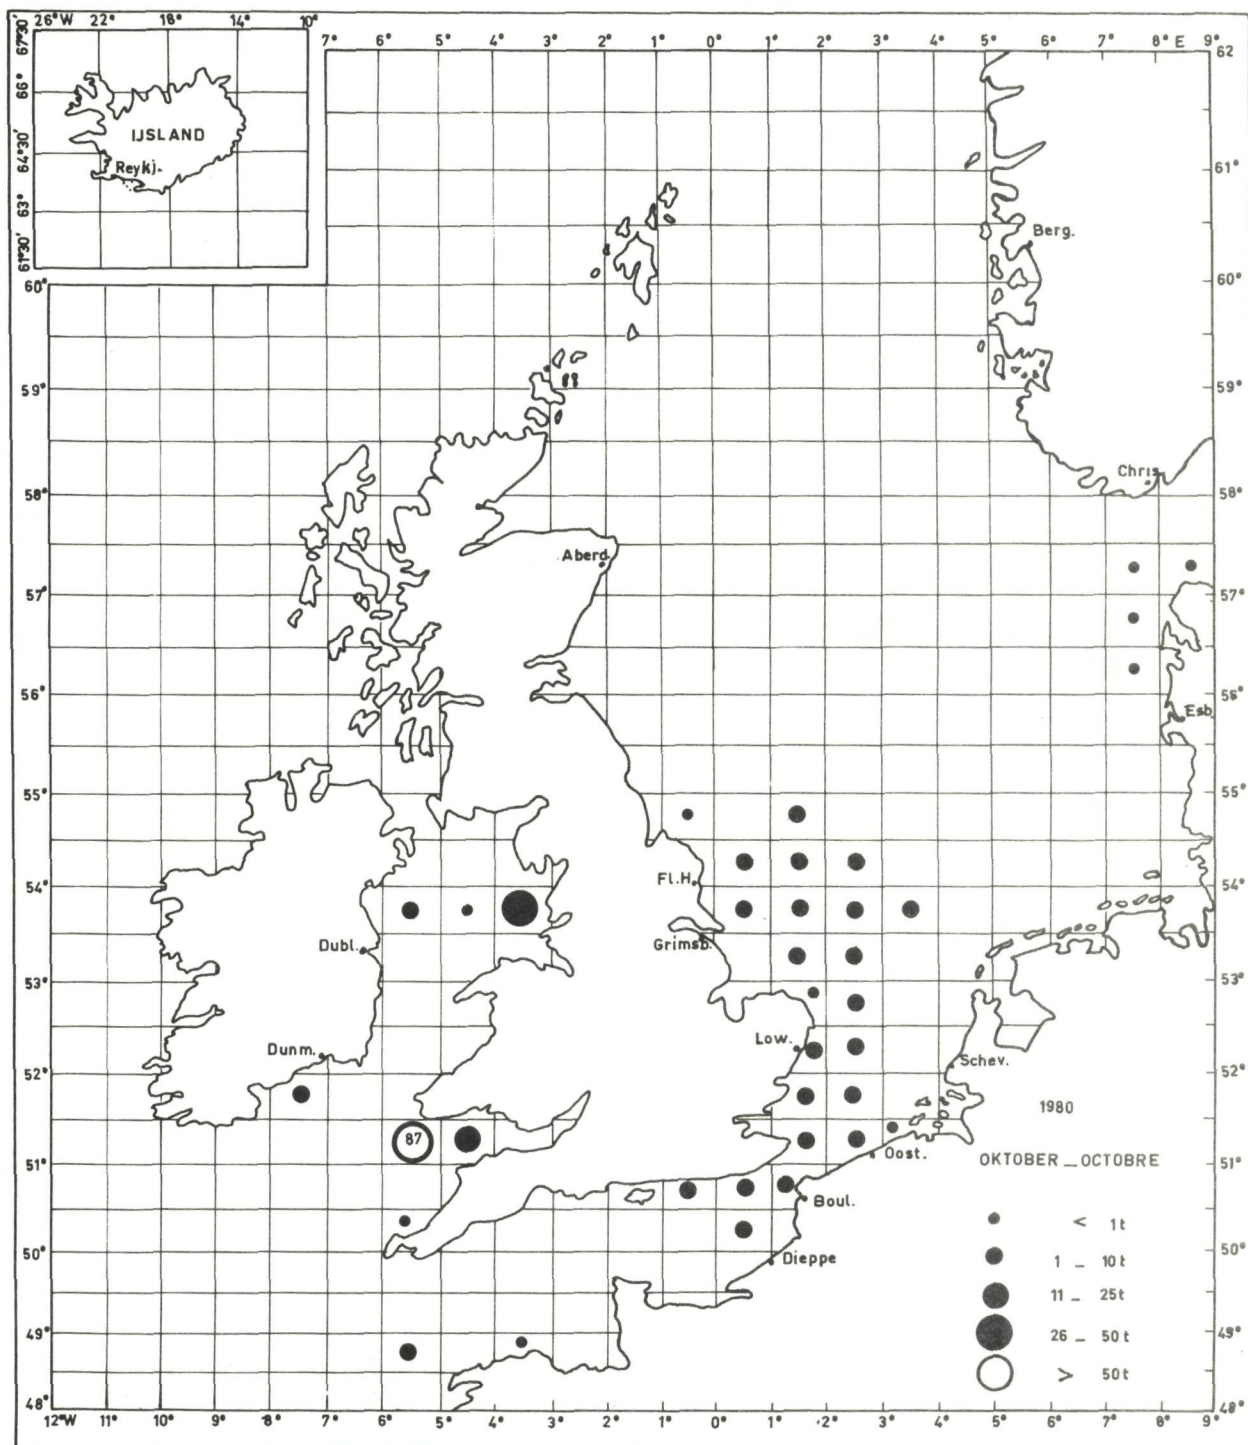 26°W 22° 18° 14° 10°
67°30'
66°
64°30'
63°
61°30'
IJSLAND
Reykj.
7° 6° 5° 4° 3° 2° 1° 0° 1° 2° 3° 4° 5° 6° 7° 8° E 9°
62
61°
60° 60°
59° 59°
58° 58°
57° 57°
56° 56°
55° 55°
54° 54°
53° 53°
52° 52°
51° 51°
50° 50°
49° 49°
48° 48°
Berg.
Chris
Aberd.
Esb
Fl.H.
Grimsb.
Dubl.
Dunm.
Low.
Schev.
87
Oost.
Boul.
Dieppe
1980
OKTOBER _ OCTOBRE
< 1t
1 _ 10t
11 _ 25t
26 _ 50t
> 50t
12°W 11° 10° 9° 8° 7° 6° 5° 4° 3° 2° 1° 0° 1° 2° 3° 4° 5° 6° 7° 8° 9°